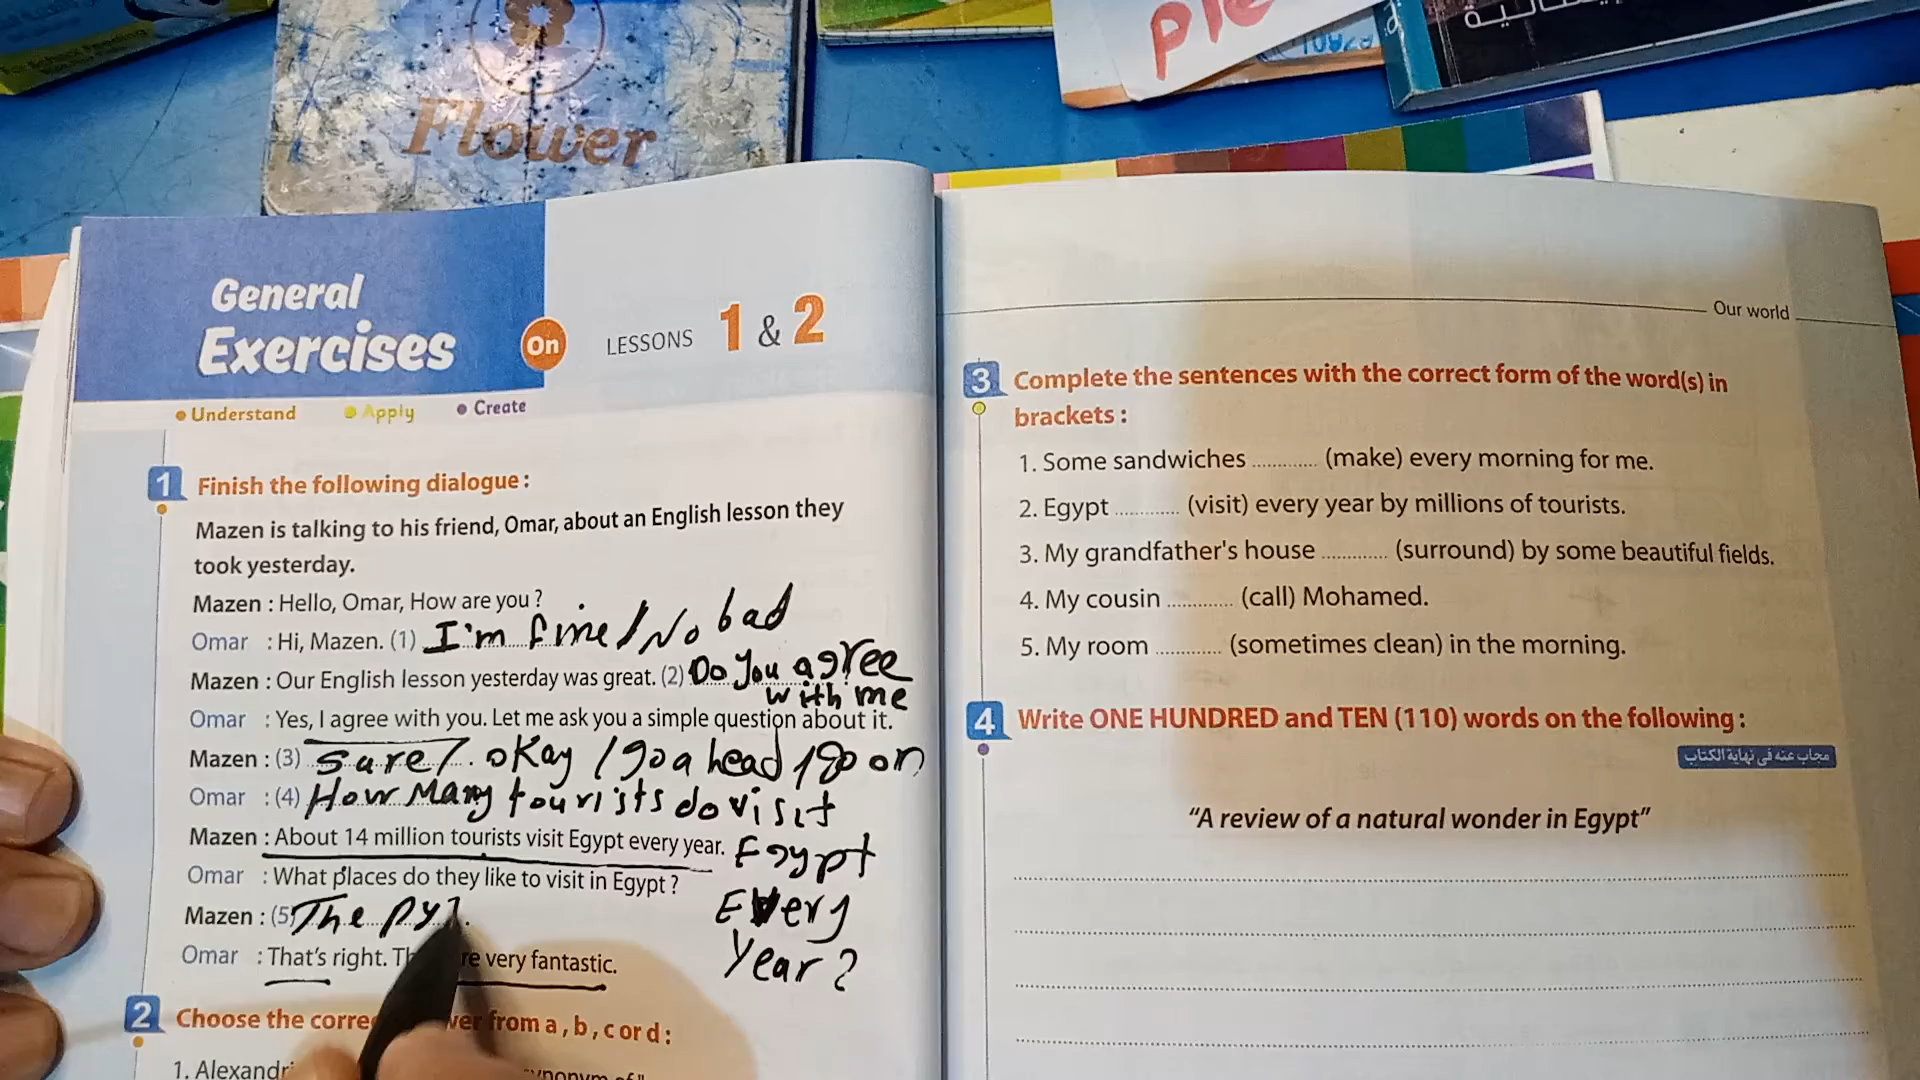 Flower
Ple
General
Exercises
On
LESSONS 1 & 2
Understand Apply Create
1 Finish the following dialogue :
Mazen is talking to his friend, Omar, about an English lesson they
took yesterday.
Mazen : Hello, Omar, How are you ?
Omar : Hi, Mazen. (1) I'm fine / No bad
Mazen : Our English lesson yesterday was great. (2) Do you agree
with me
Omar : Yes, I agree with you. Let me ask you a simple question about it.
Mazen : (3) sure / okay / go a head / go on
Omar : (4) How Many tourists do visit
Mazen : About 14 million tourists visit Egypt every year. Egypt
Omar : What places do they like to visit in Egypt ?
Every
Mazen : (5) The py
Year ?
Omar : That's right. very fantastic.
2 Choose the from a , b , c or d :
1.
Our world
3 Complete the sentences with the correct form of the word(s) in
brackets :
1. Some sandwiches ............ (make) every morning for me.
2. Egypt ............ (visit) every year by millions of tourists.
3. My grandfather's house ............ (surround) by some beautiful fields.
4. My cousin ............ (call) Mohamed.
5. My room ............ (sometimes clean) in the morning.
4 Write ONE HUNDRED and TEN (110) words on the following :
مجاب عنه في نهاية الكتاب
"A review of a natural wonder in Egypt"